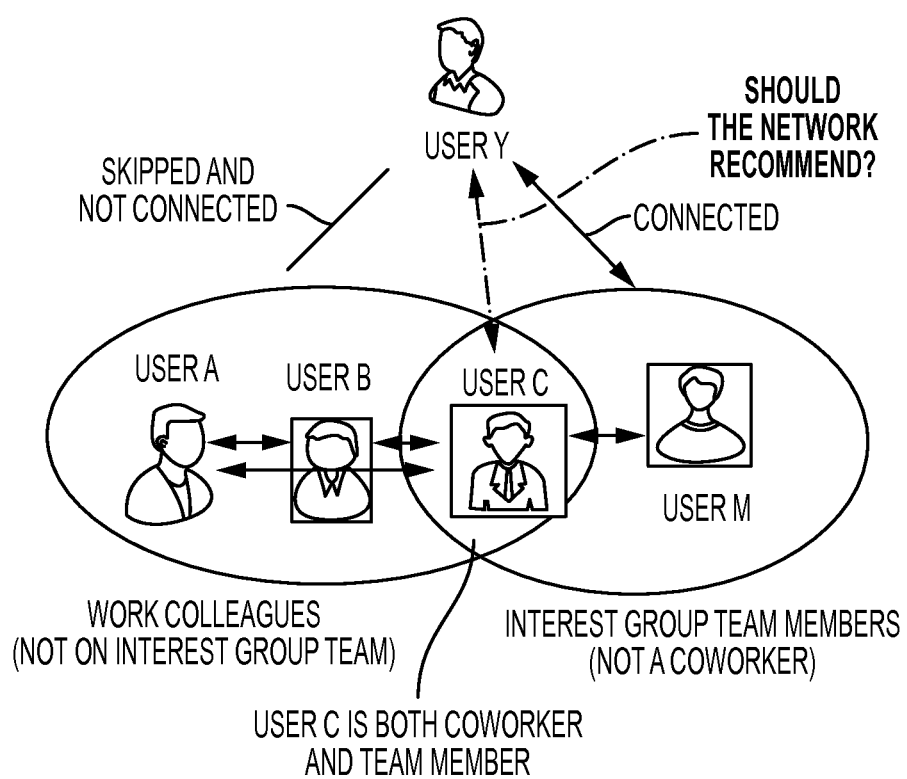 USER Y
SHOULD
THE NETWORK
RECOMMEND?
SKIPPED AND
NOT CONNECTED
CONNECTED
USER A
USER B
USER C
USER M
WORK COLLEAGUES
(NOT ON INTEREST GROUP TEAM)
INTEREST GROUP TEAM MEMBERS
(NOT A COWORKER)
USER C IS BOTH COWORKER
AND TEAM MEMBER